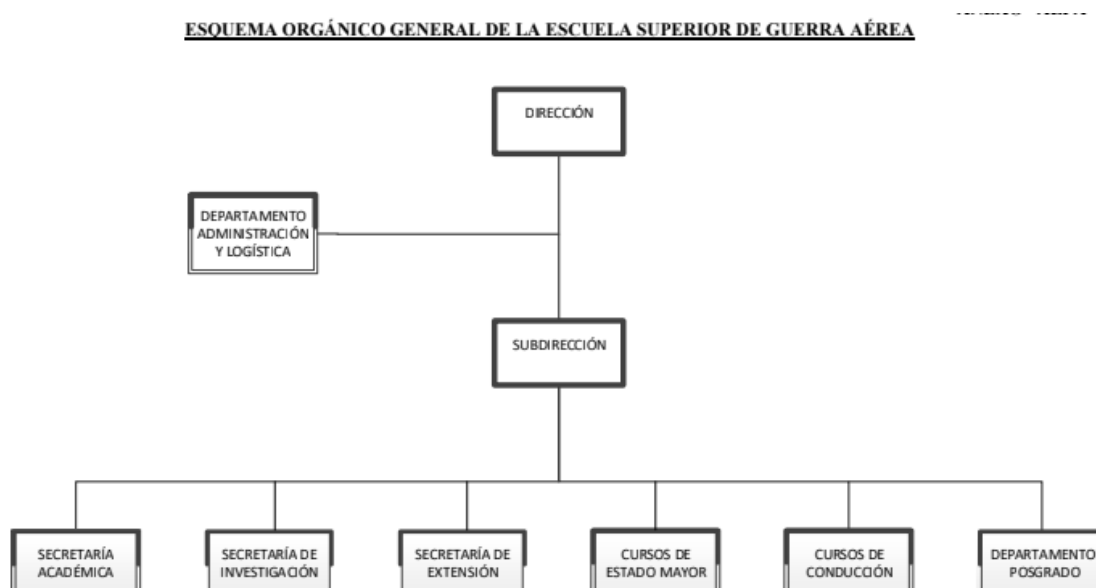 ESQUEMA ORGÁNICO GENERAL DE LA ESCUELA SUPERIOR DE GUERRA AÉREA
DIRECCIÓN
DEPARTAMENTO
ADMINISTRACIÓN
Y LOGÍSTICA
SUBDIRECCIÓN
SECRETARÍA
ACADÉMICA
SECRETARÍA DE
INVESTIGACIÓN
SECRETARÍA DE
EXTENSIÓN
CURSOS DE
ESTADO MAYOR
CURSOS DE
CONDUCCIÓN
DEPARTAMENTO
POSGRADO